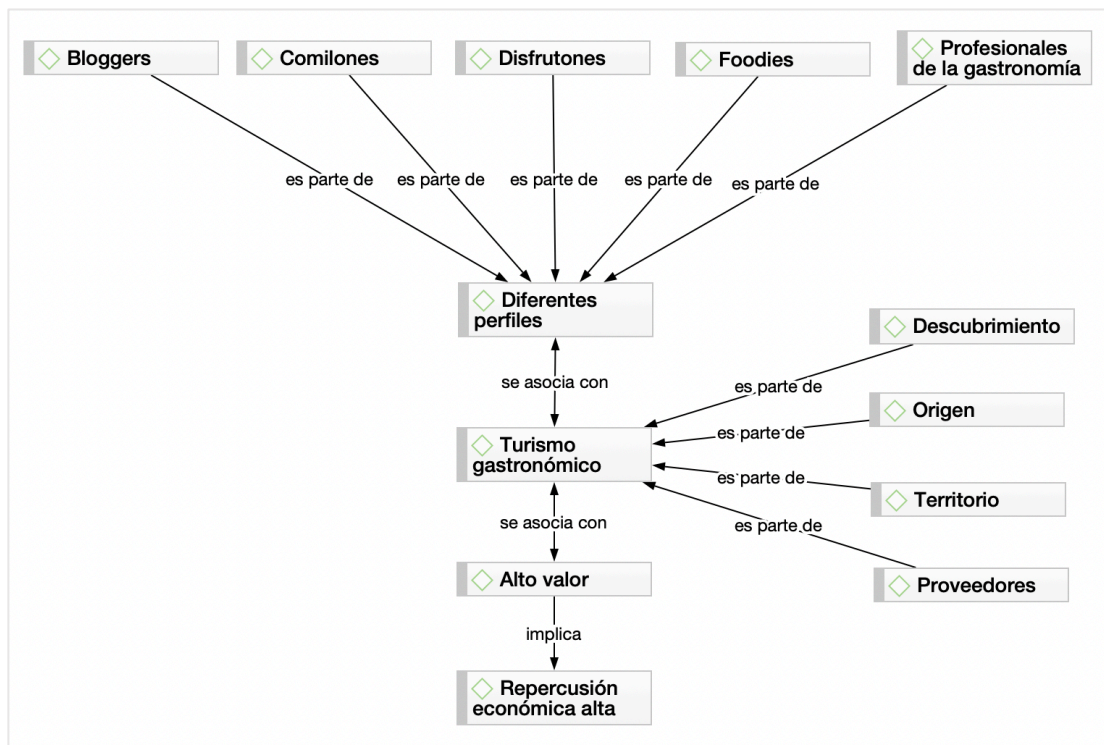 Bloggers
Comilones
Disfrutones
Foodies
Profesionales
de la gastronomía
es parte de
es parte de
es parte de
es parte de
es parte de
Diferentes
perfiles
Descubrimiento
se asocia con
es parte de
Origen
es parte de
Turismo
gastronómico
es parte de
Territorio
se asocia con
es parte de
Alto valor
Proveedores
implica
Repercusión
económica alta